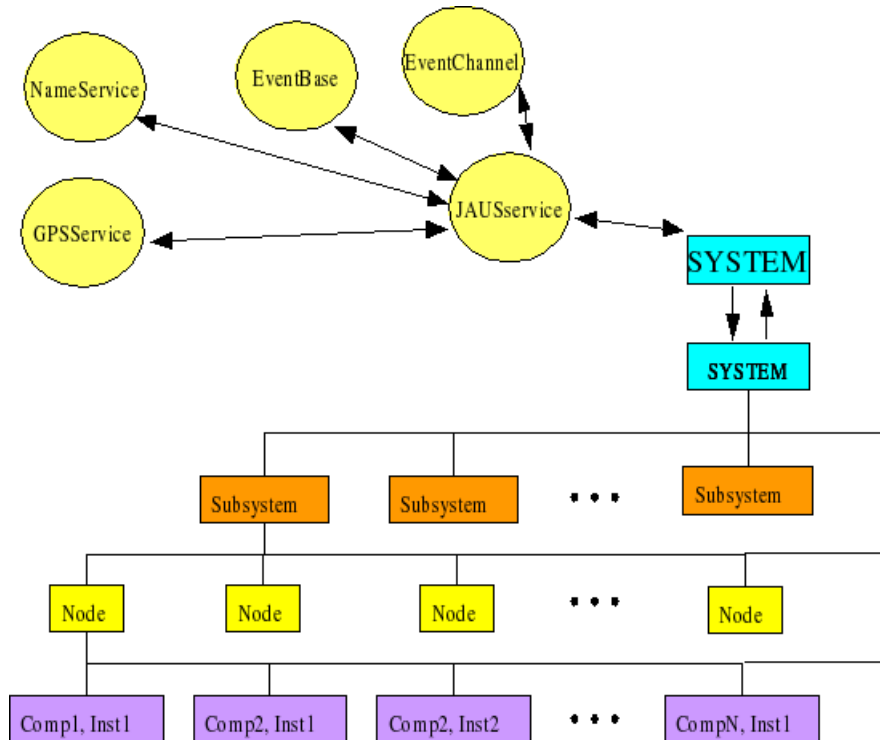 EventChannel
EventBase
NameService
JAUSservice
GPSService
SYSTEM
SYSTEM
Subsystem
Subsystem
Subsystem
Node
Node
Node
Node
Comp1, Inst1
Comp2, Inst1
Comp2, Inst2
CompN, Inst1